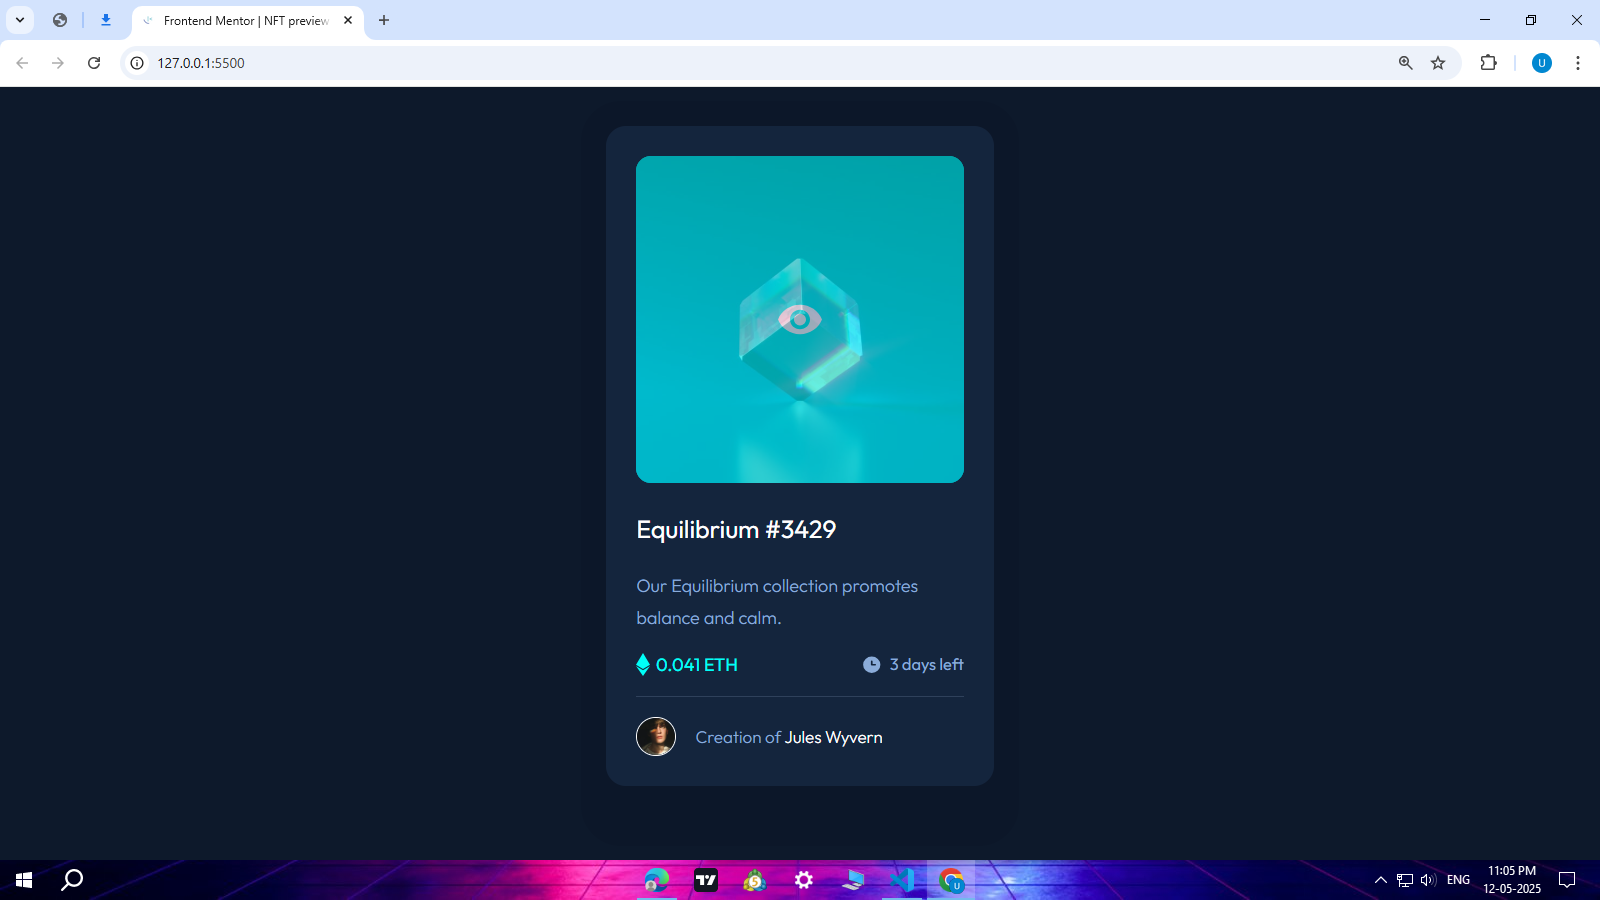 Frontend Mentor | NFT preview
127.0.0.1:5500
U
Equilibrium #3429
Our Equilibrium collection promotes
balance and calm.
0.041 ETH
3 days left
Creation of Jules Wyvern
U
ENG
11:05 PM
12-05-2025